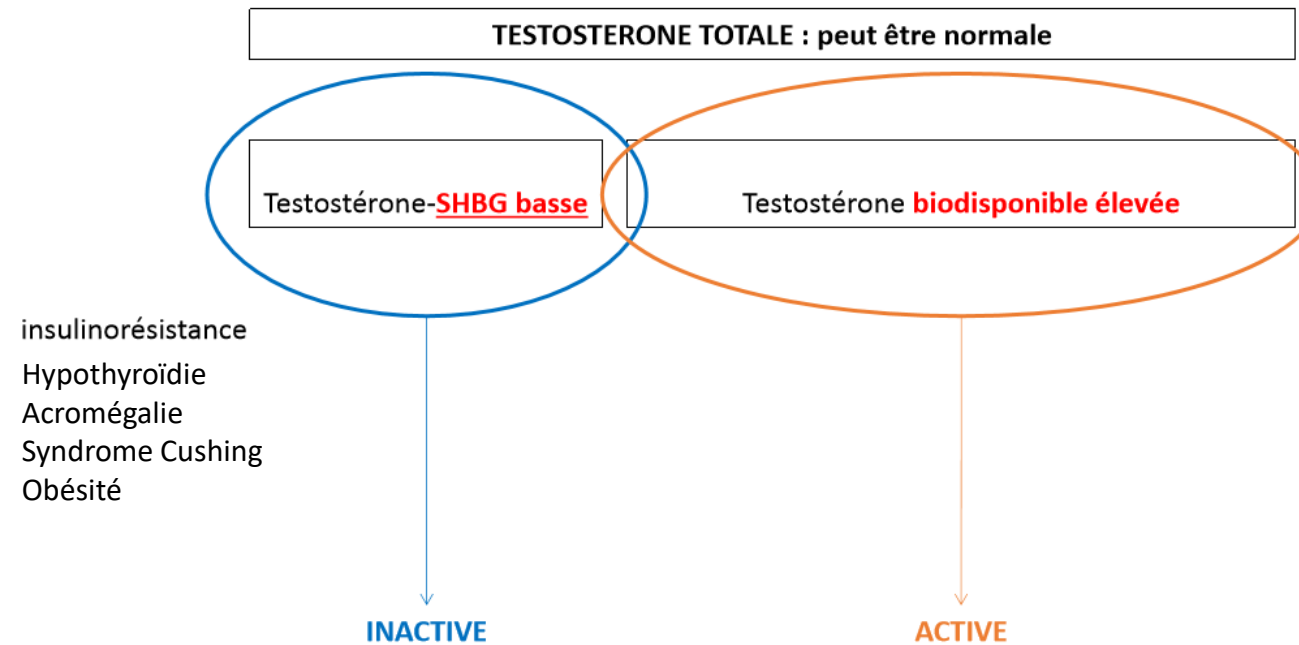 TESTOSTERONE TOTALE : peut être normale
Testostérone-SHBG basse
Testostérone biodisponible élevée
insulinorésistance
Hypothyroïdie
Acromégalie
Syndrome Cushing
Obésité
INACTIVE
ACTIVE